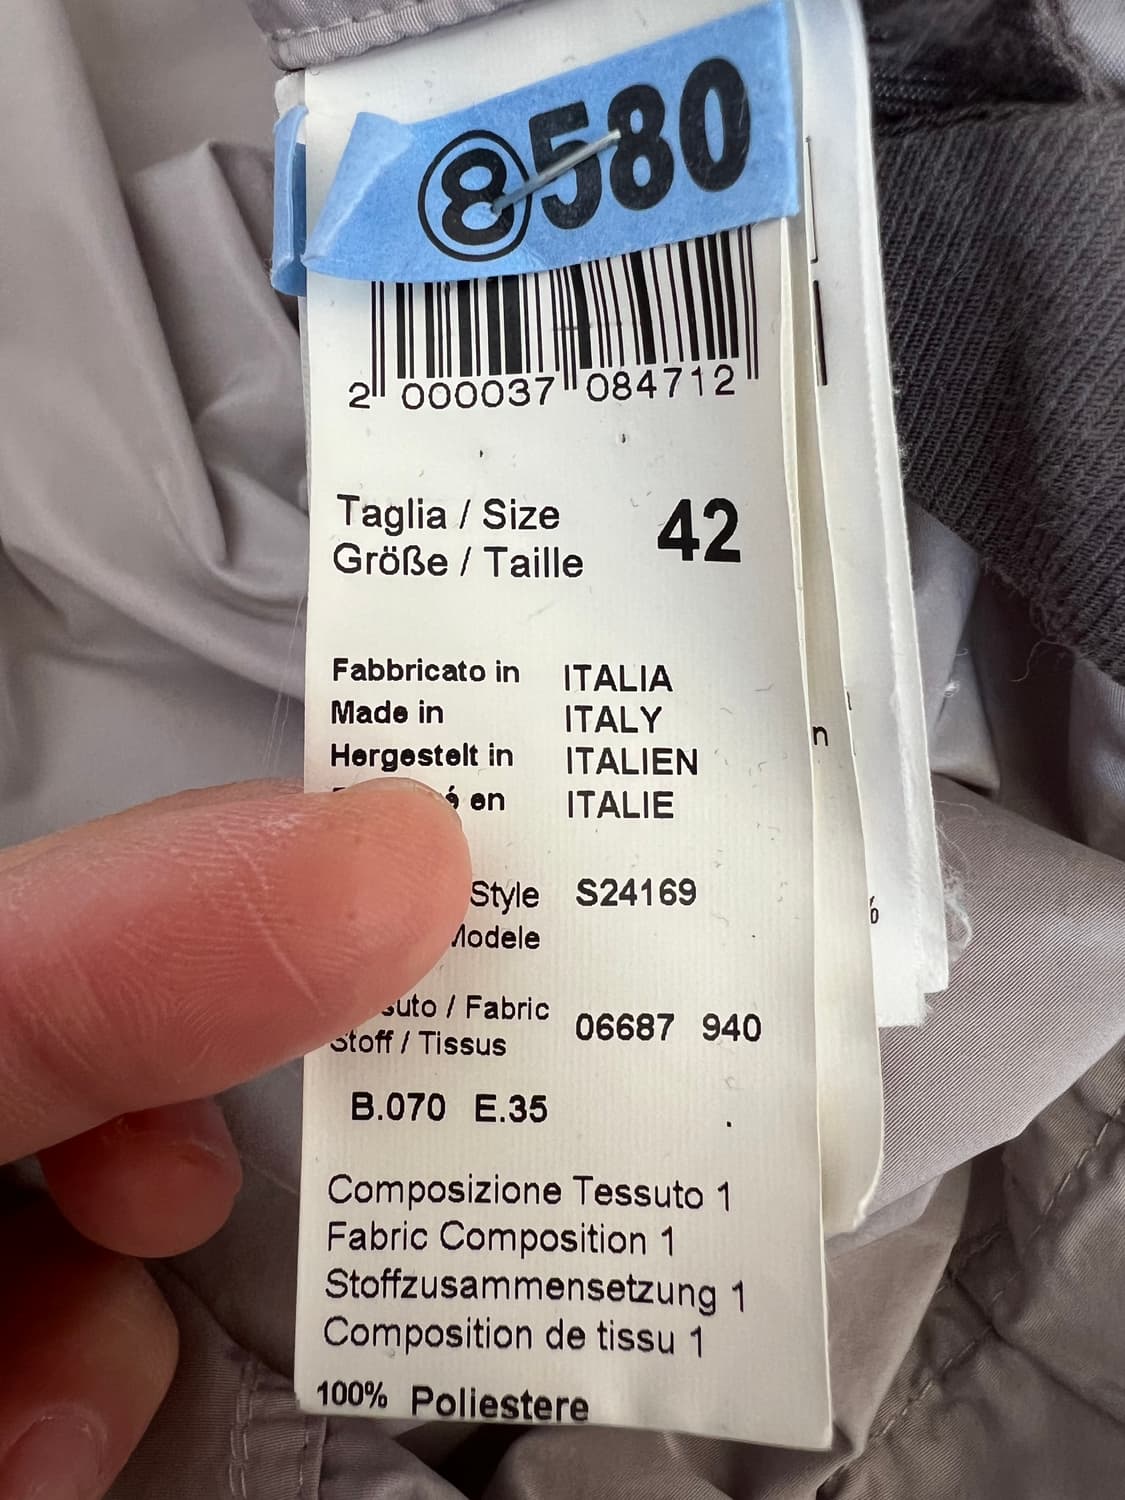 ⑧580
2 000037 084712
Taglia / Size 42
Größe / Taille
Fabbricato in ITALIA
Made in ITALY
Hergestelt in ITALIEN
en ITALIE
Style S24169
Modele
Tessuto / Fabric 06687 940
Stoff / Tissus
B.070 E.35
Composizione Tessuto 1
Fabric Composition 1
Stoffzusammensetzung 1
Composition de tissu 1
100% Poliestere